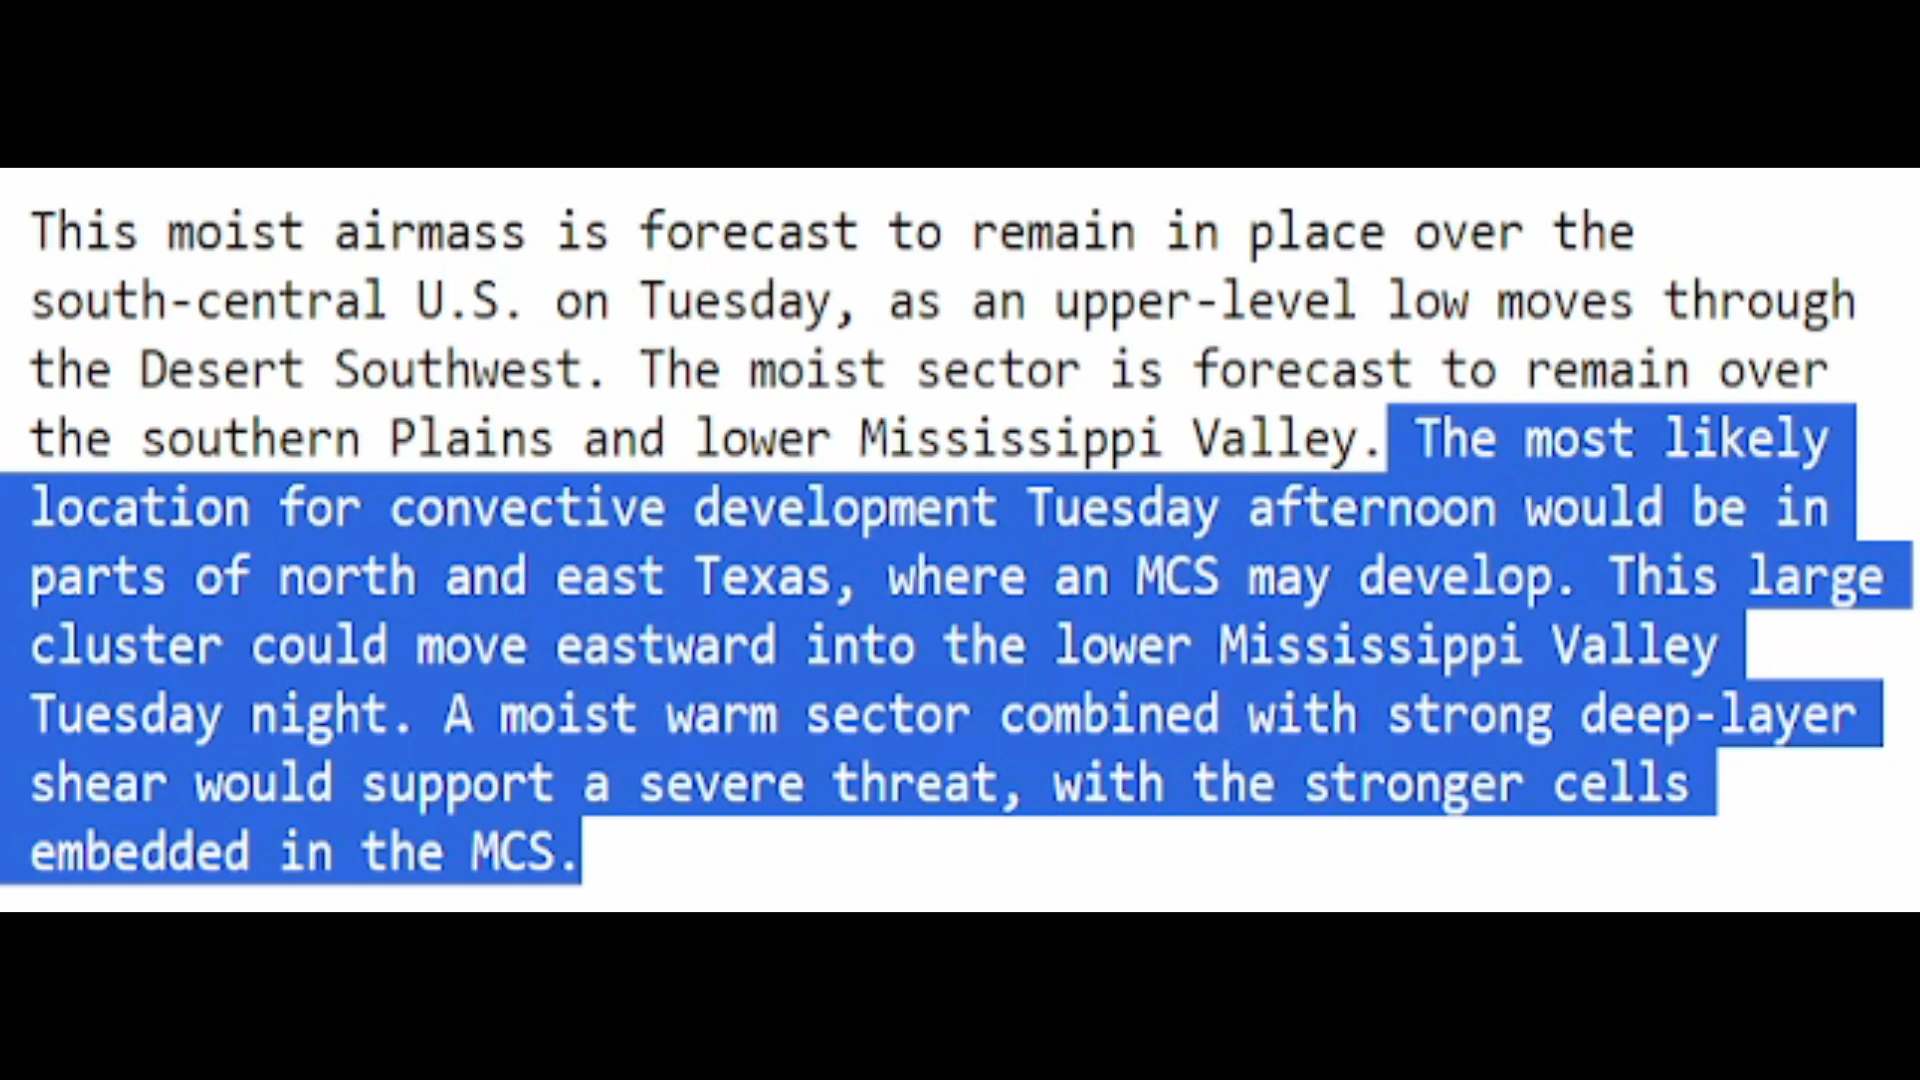 This moist airmass is forecast to remain in place over the
south-central U.S. on Tuesday, as an upper-level low moves through
the Desert Southwest. The moist sector is forecast to remain over
the southern Plains and lower Mississippi Valley. The most likely
location for convective development Tuesday afternoon would be in
parts of north and east Texas, where an MCS may develop. This large
cluster could move eastward into the lower Mississippi Valley
Tuesday night. A moist warm sector combined with strong deep-layer
shear would support a severe threat, with the stronger cells
embedded in the MCS.